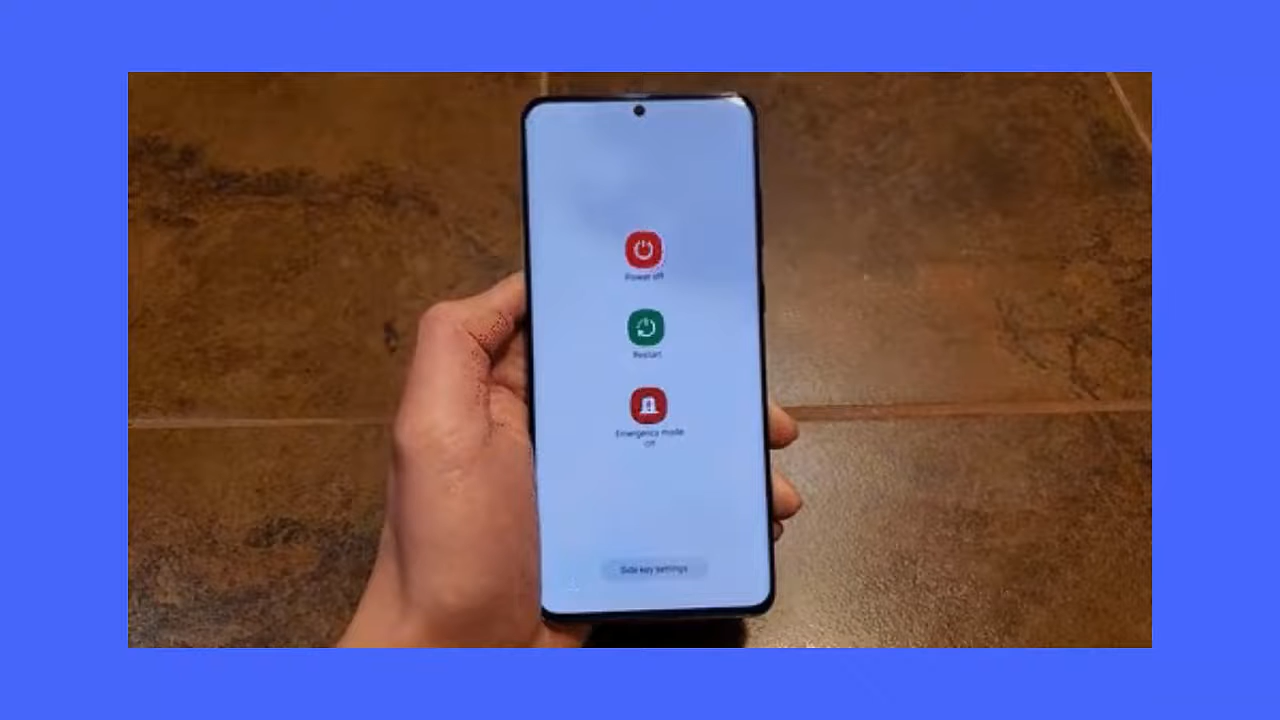 Power off
Restart
Emergency mode
Off
Side key settings